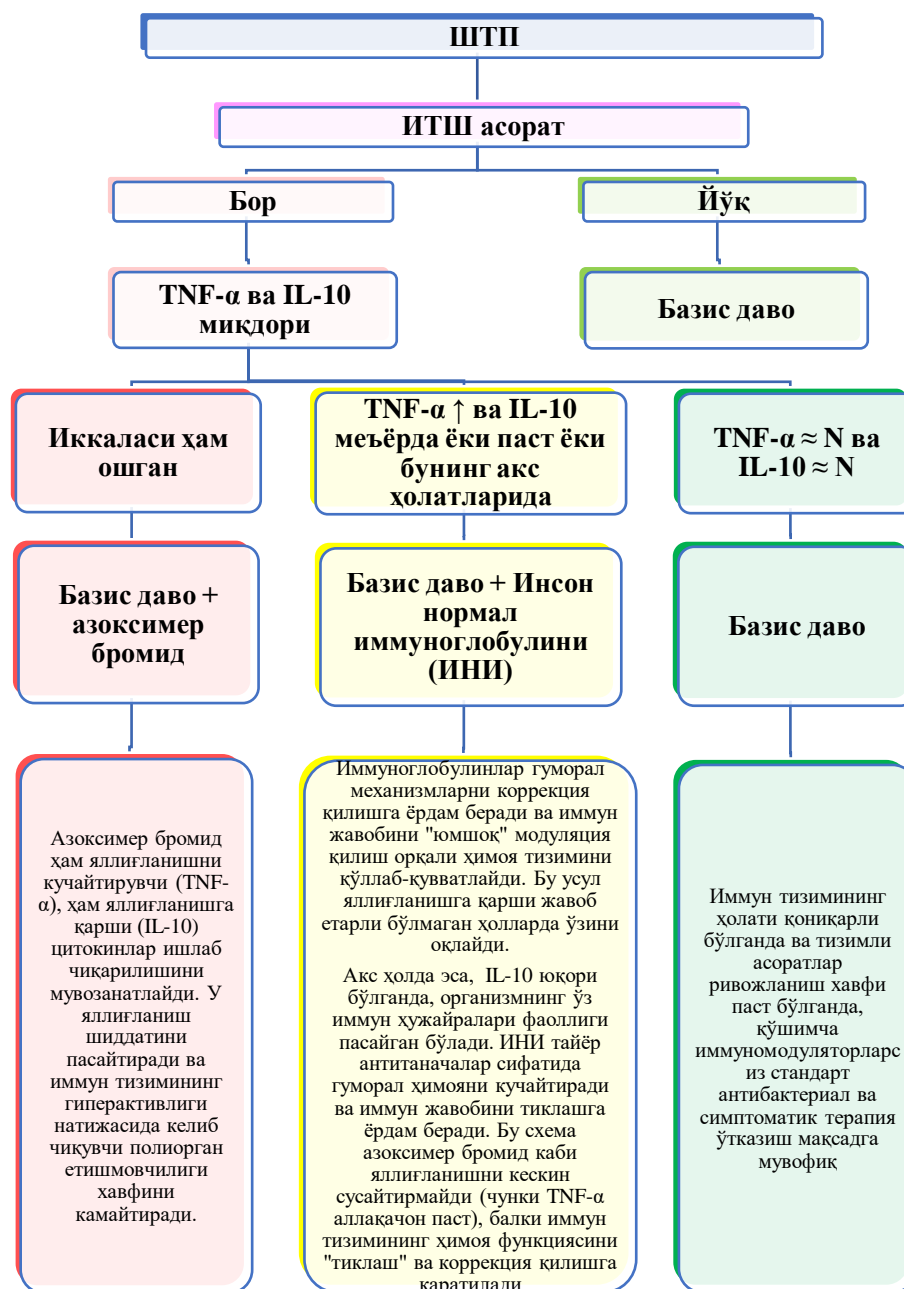 ШТП
ИТШ асорат
Бор
Йўқ
TNF-α ва IL-10
миқдори
Базис даво
Иккаласи ҳам
ошган
TNF-α ↑ ва IL-10
меъёрда ёки паст ёки
бунинг акс
ҳолатларида
TNF-α ≈ N ва
IL-10 ≈ N
Базис даво +
азоксимер
бромид
Базис даво + Инсон
нормал
иммуноглобулини
(ИНИ)
Базис даво
Азоксимер бромид
ҳам яллиғланишни
кучайтирувчи (TNF-
α), ҳам яллиғланишга
қарши (IL-10)
цитокинлар ишлаб
чиқарилишини
мувозанатлайди. У
яллиғланиш
шиддатини
пасайтиради ва
иммун тизимининг
гиперактивлиги
натижасида келиб
чиқувчи полиорган
етишмовчилиги
хавфини
камайтиради.
Иммуноглобулинлар гуморал
механизмларни коррекция
қилишга ёрдам беради ва иммун
жавобини "юмшоқ" модуляция
қилиш орқали ҳимоя тизимини
қўллаб-қувватлайди. Бу усул
яллиғланишга қарши жавоб
етарли бўлмаган ҳолларда ўзини
оқлайди.
Акс ҳолда эса, IL-10 юқори
бўлганда, организмнинг ўз
иммун ҳужайралари фаоллиги
пасайган бўлади. ИНИ тайёр
антитаначалар сифатида
гуморал ҳимояни кучайтиради
ва иммун жавобини тиклашга
ёрдам беради. Бу схема
азоксимер бромид каби
яллиғланишни кескин
сусайтирмайди (чунки TNF-α
аллақачон паст), балки иммун
тизимининг ҳимоя функциясини
"тиклаш" ва коррекция қилишга
қаратилади
Иммун тизимининг
ҳолати қониқарли
бўлганда ва тизимли
асоратлар
ривожланиш хавфи
паст бўлганда,
қўшимча
иммуномодуляторларс
из стандарт
антибактериал ва
симптоматик терапия
ўтказиш мақсадга
мувофиқ